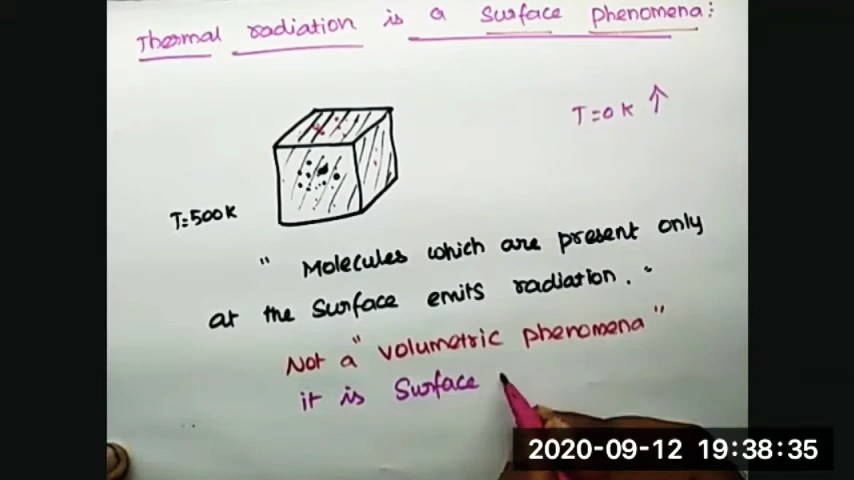 Thermal radiation is a Surface Phenomena:
T=0 K ↑
T=500K
" Molecules which are present only
at the Surface emits radiation. "
Not a "volumetric phenomena"
it is Surface
2020-09-12 19:38:35